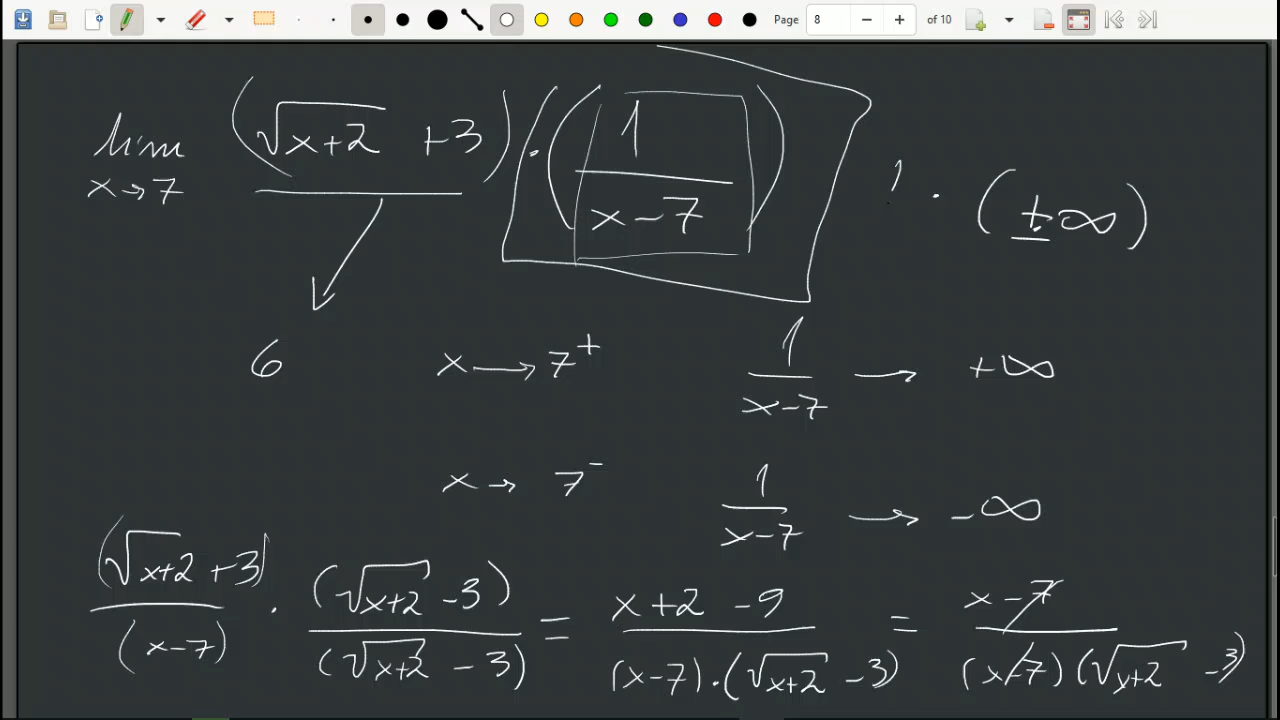 Page 8 of 10
lim x→7 (√x+2 +3) · (1/x-7) 1 · (±∞)
6 x → 7⁺ 1/x-7 → +∞
x → 7⁻ 1/x-7 → -∞
(√x+2 +3)/(x-7) · (√x+2 -3)/(√x+2 -3) = x+2-9/(x-7)·(√x+2 -3) = x-7/(x-7)(√x+2 -3)